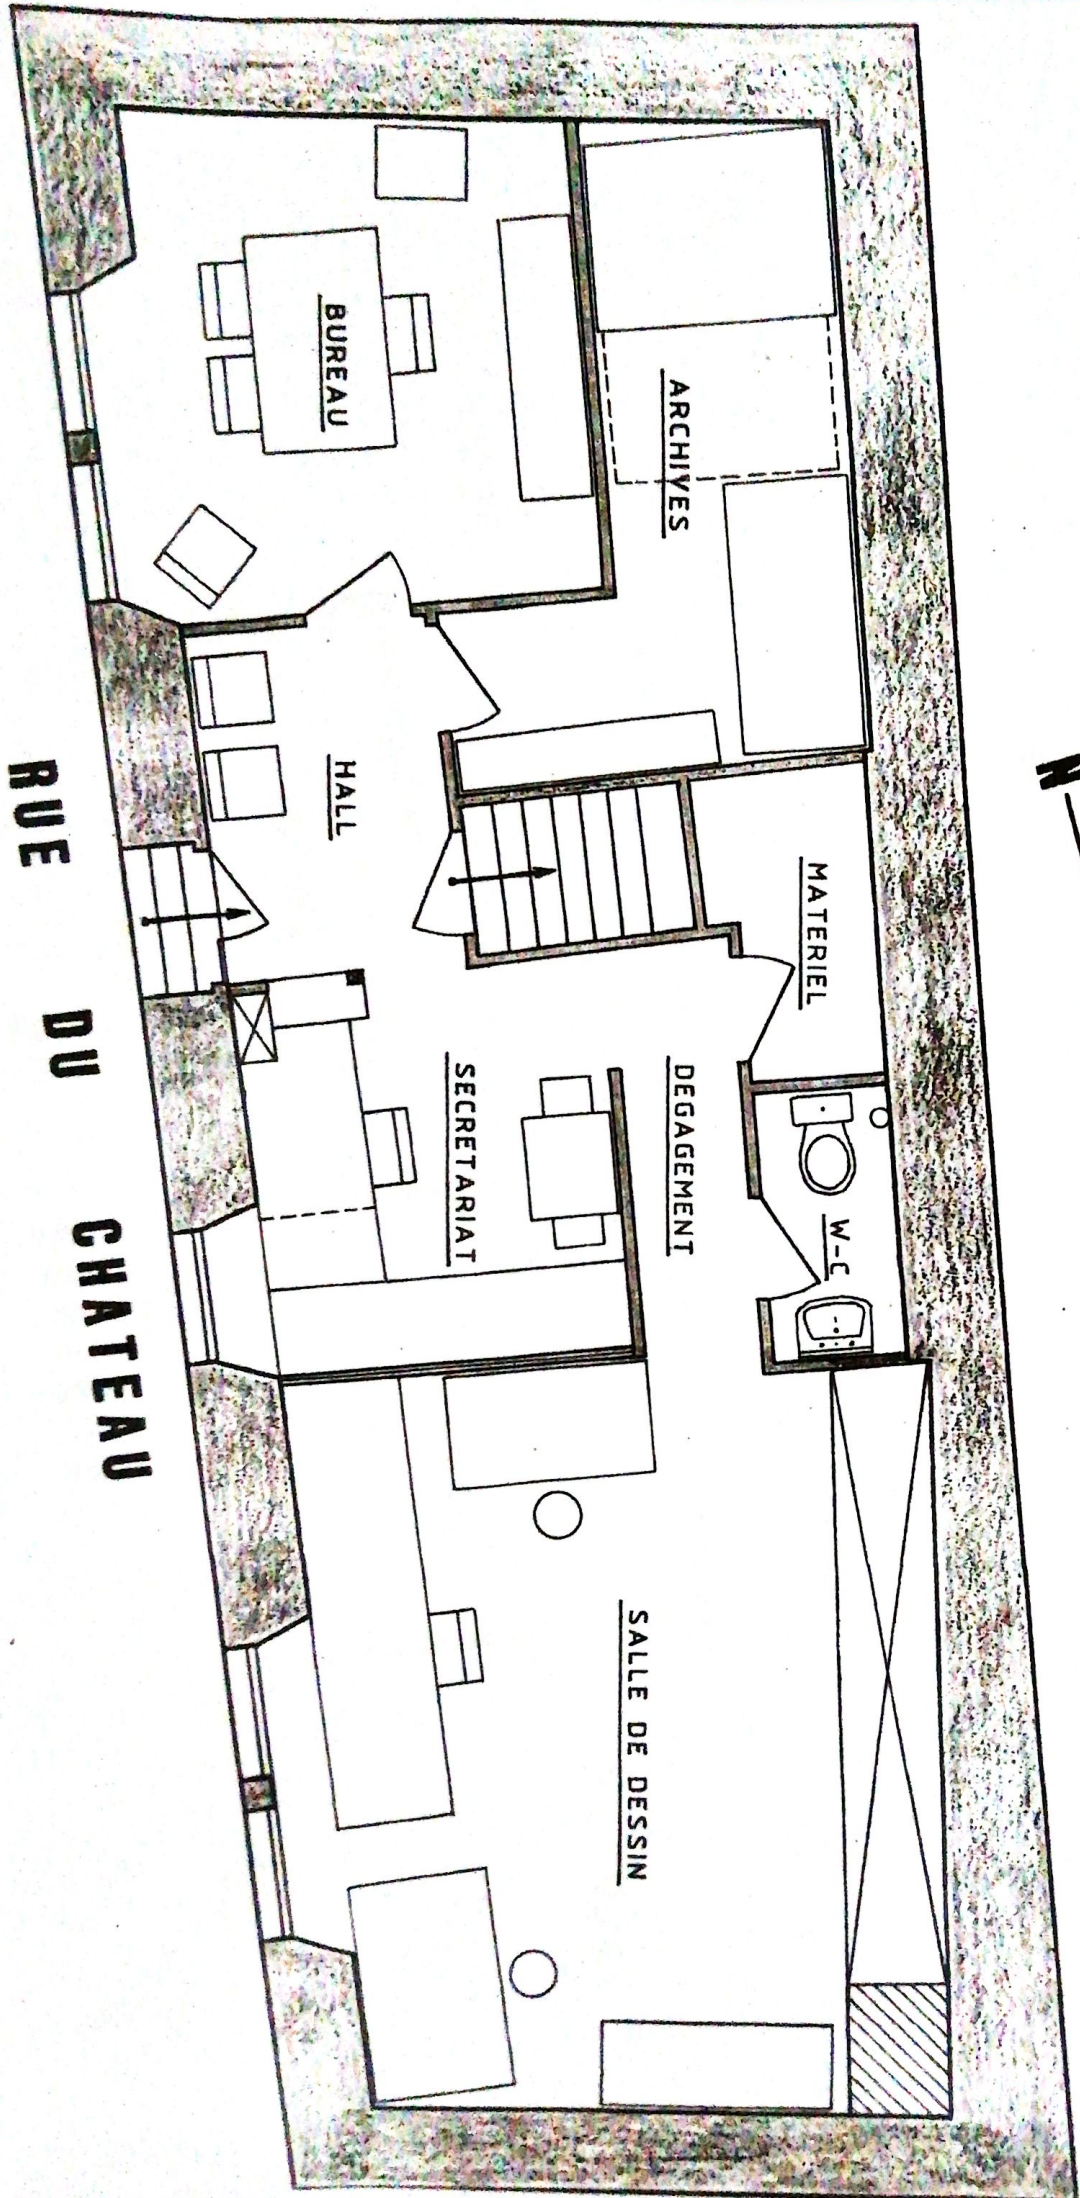 N
ARCHIVES
BUREAU
MATERIEL
HALL
DEGAGEMENT
W-C
SECRETARIAT
SALLE DE DESSIN
RUE DU CHATEAU